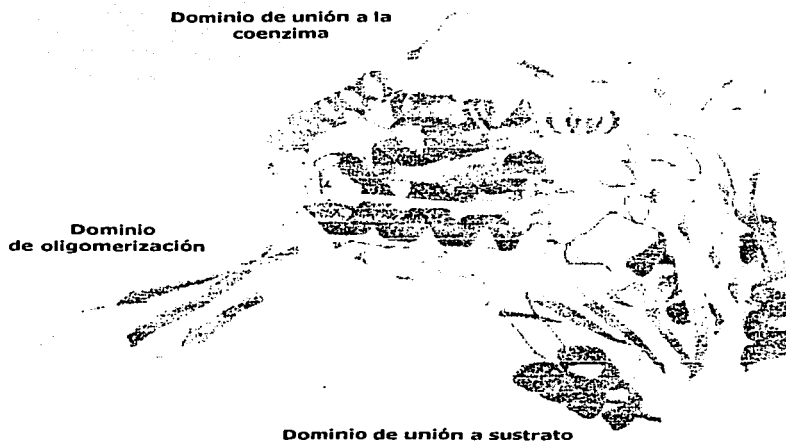 Dominio de unión a la
coenzima
Dominio
de oligomerización
Dominio de unión a sustrato